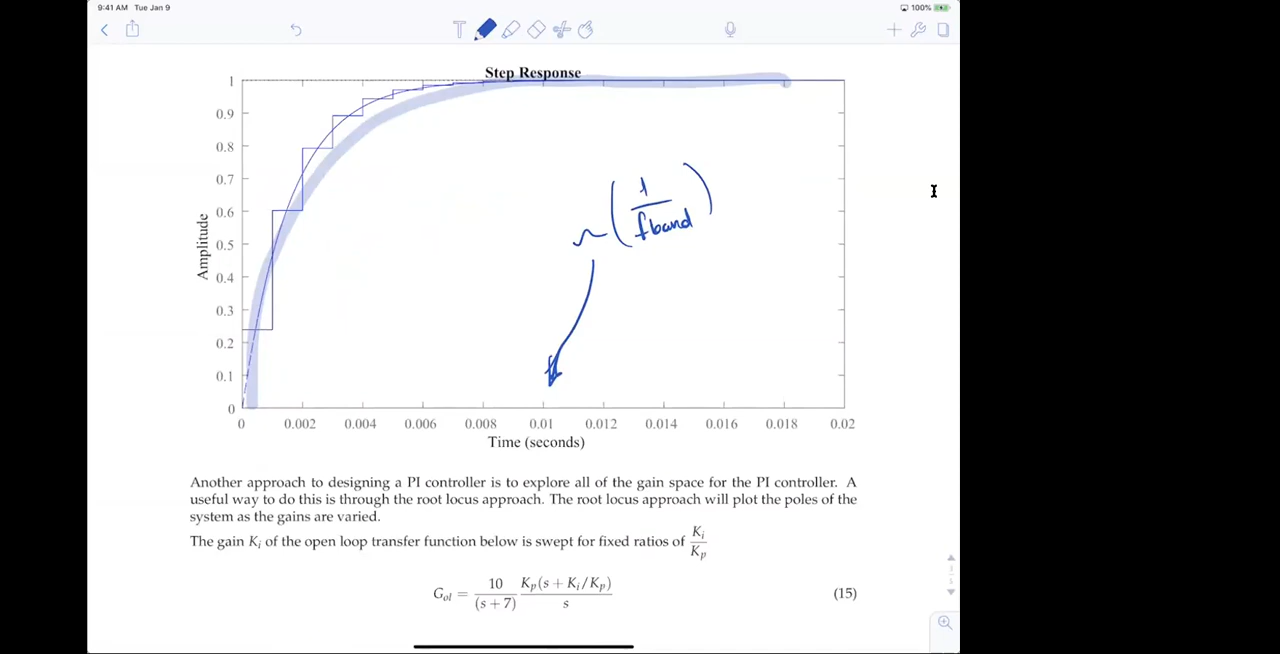 9:41 AM Tue Jan 9
100%
T
Step Response
1
0.9
0.8
0.7
0.6
0.5
0.4
0.3
0.2
0.1
0
Amplitude
~(1/fband)
0 0.002 0.004 0.006 0.008 0.01 0.012 0.014 0.016 0.018 0.02
Time (seconds)
Another approach to designing a PI controller is to explore all of the gain space for the PI controller. A
useful way to do this is through the root locus approach. The root locus approach will plot the poles of the
system as the gains are varied.
The gain K_i of the open loop transfer function below is swept for fixed ratios of K_i/K_p
G_ol = 10/(s + 7) K_p(s + K_i/K_p)/s (15)